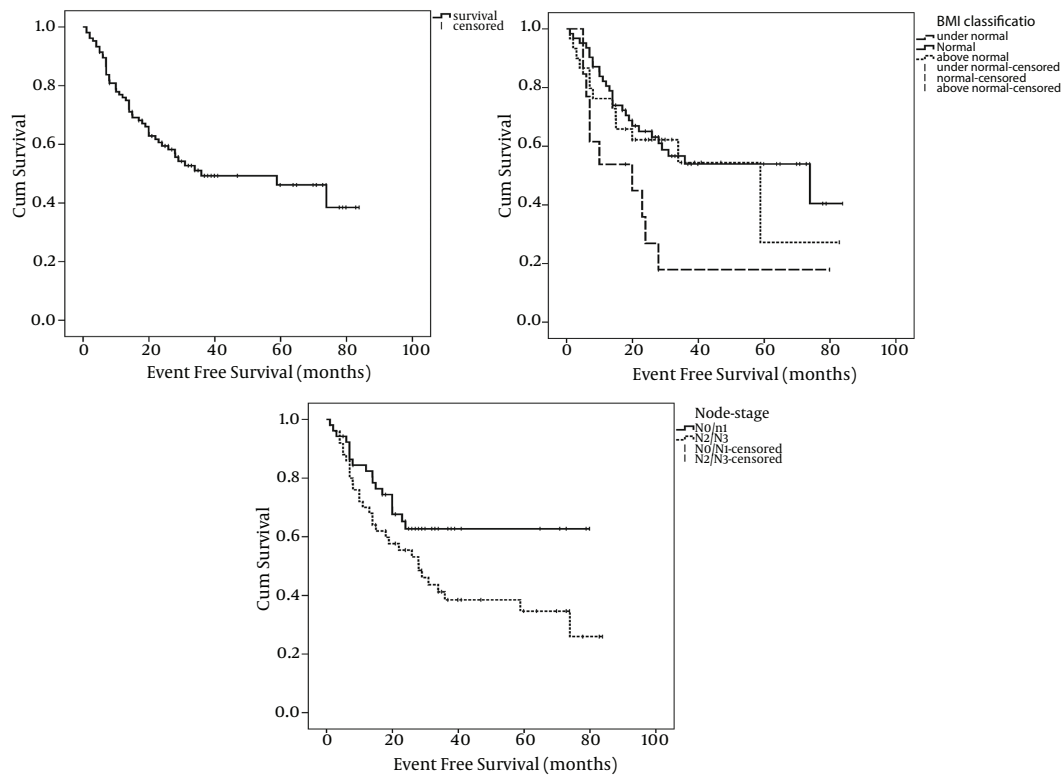 survival
censored
1.0
0.8
0.6
0.4
0.2
0.0
Cum Survival
0
20
40
60
80
100
Event Free Survival (months)
BMI classificatio
under normal
Normal
above normal
under normal-censored
normal-censored
above normal-censored
1.0
0.8
0.6
0.4
0.2
0.0
Cum Survival
0
20
40
60
80
100
Event Free Survival (months)
Node-stage
N0/n1
N2/N3
N0/N1-censored
N2/N3-censored
1.0
0.8
0.6
0.4
0.2
0.0
Cum Survival
0
20
40
60
80
100
Event Free Survival (months)